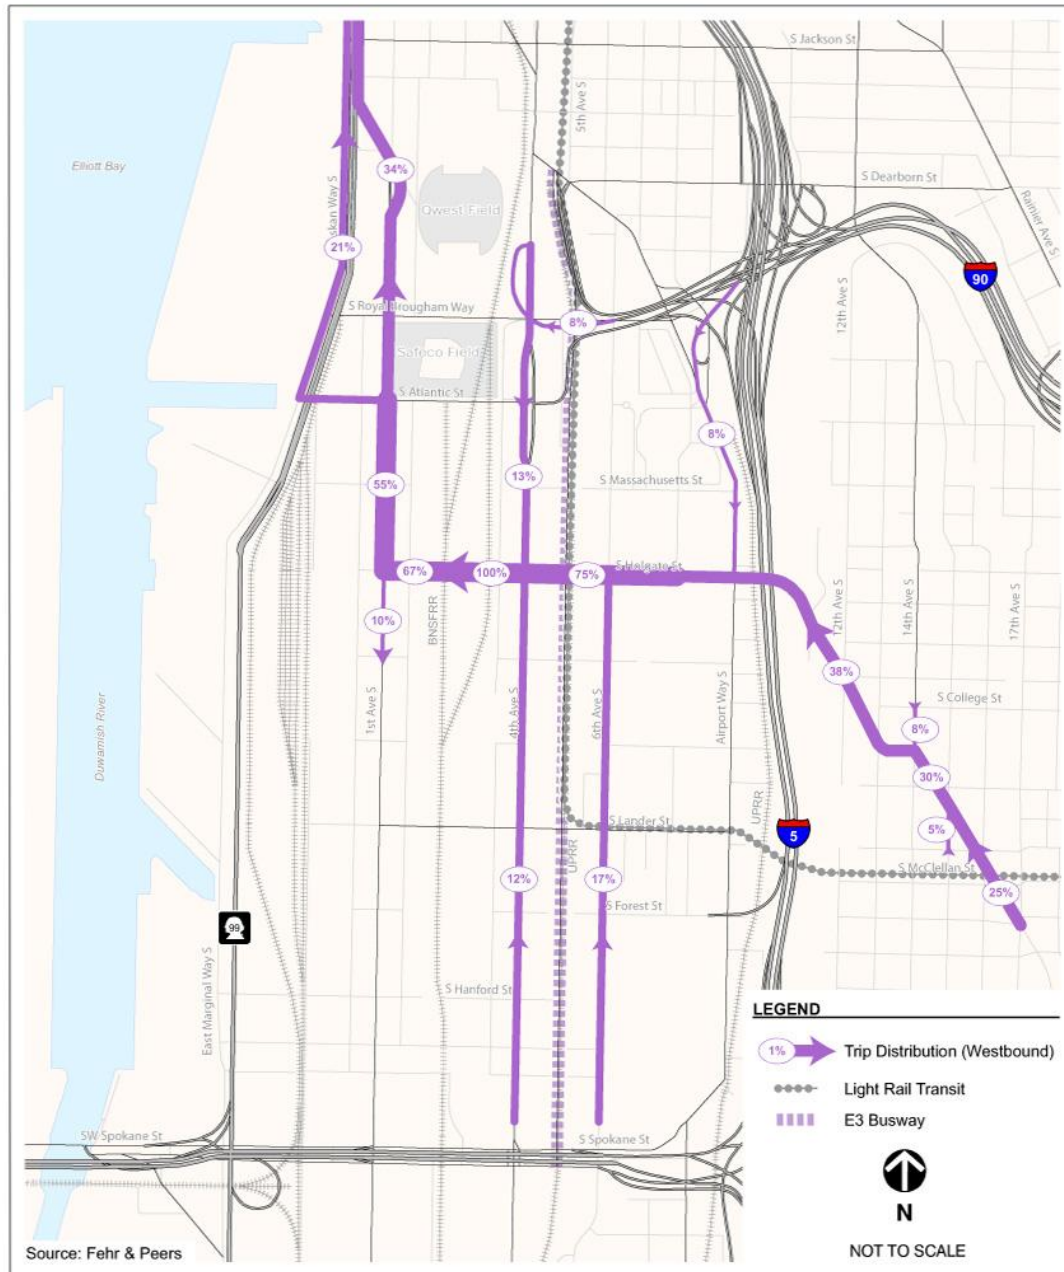 S Jackson St
5th Ave S
Elliott Bay
34%
S Dearborn St
Rainier Ave S
Qwest Field
skan Way S
21%
90
12th Ave S
S Royal Brougham Way
8%
Safeco Field
S Atlantic St
8%
13%
S Massachusetts St
55%
67%
100%
75%
S Holgate St
10%
BNSFRR
12th Ave S
14th Ave S
17th Ave S
38%
S College St
Duwamish River
1st Ave S
4th Ave S
6th Ave S
Airport Way S
8%
30%
UPRR
S Lander St
5
5%
UPRR
S McClellan St
12%
17%
25%
S Forest St
99
East Marginal Way S
S Hanford St
LEGEND
1%
Trip Distribution (Westbound)
Light Rail Transit
E3 Busway
SW Spokane St
S Spokane St
N
NOT TO SCALE
Source: Fehr & Peers